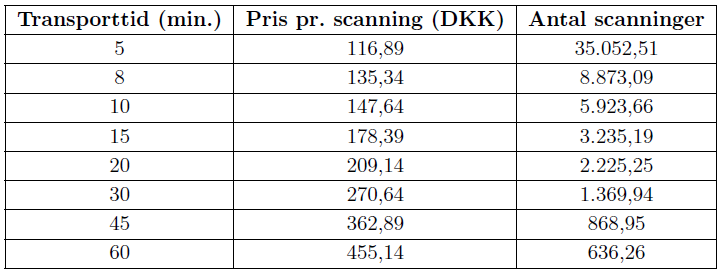 Transporttid (min.) Pris pr. scanning (DKK) Antal scanninger
5 116,89 35.052,51
8 135,34 8.873,09
10 147,64 5.923,66
15 178,39 3.235,19
20 209,14 2.225,25
30 270,64 1.369,94
45 362,89 868,95
60 455,14 636,26